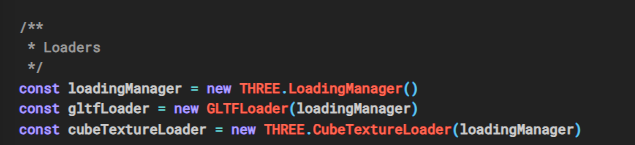 /**
 * Loaders
 */
const loadingManager = new THREE.LoadingManager()
const gltfLoader = new GLTFLoader(loadingManager)
const cubeTextureLoader = new THREE.CubeTextureLoader(loadingManager)